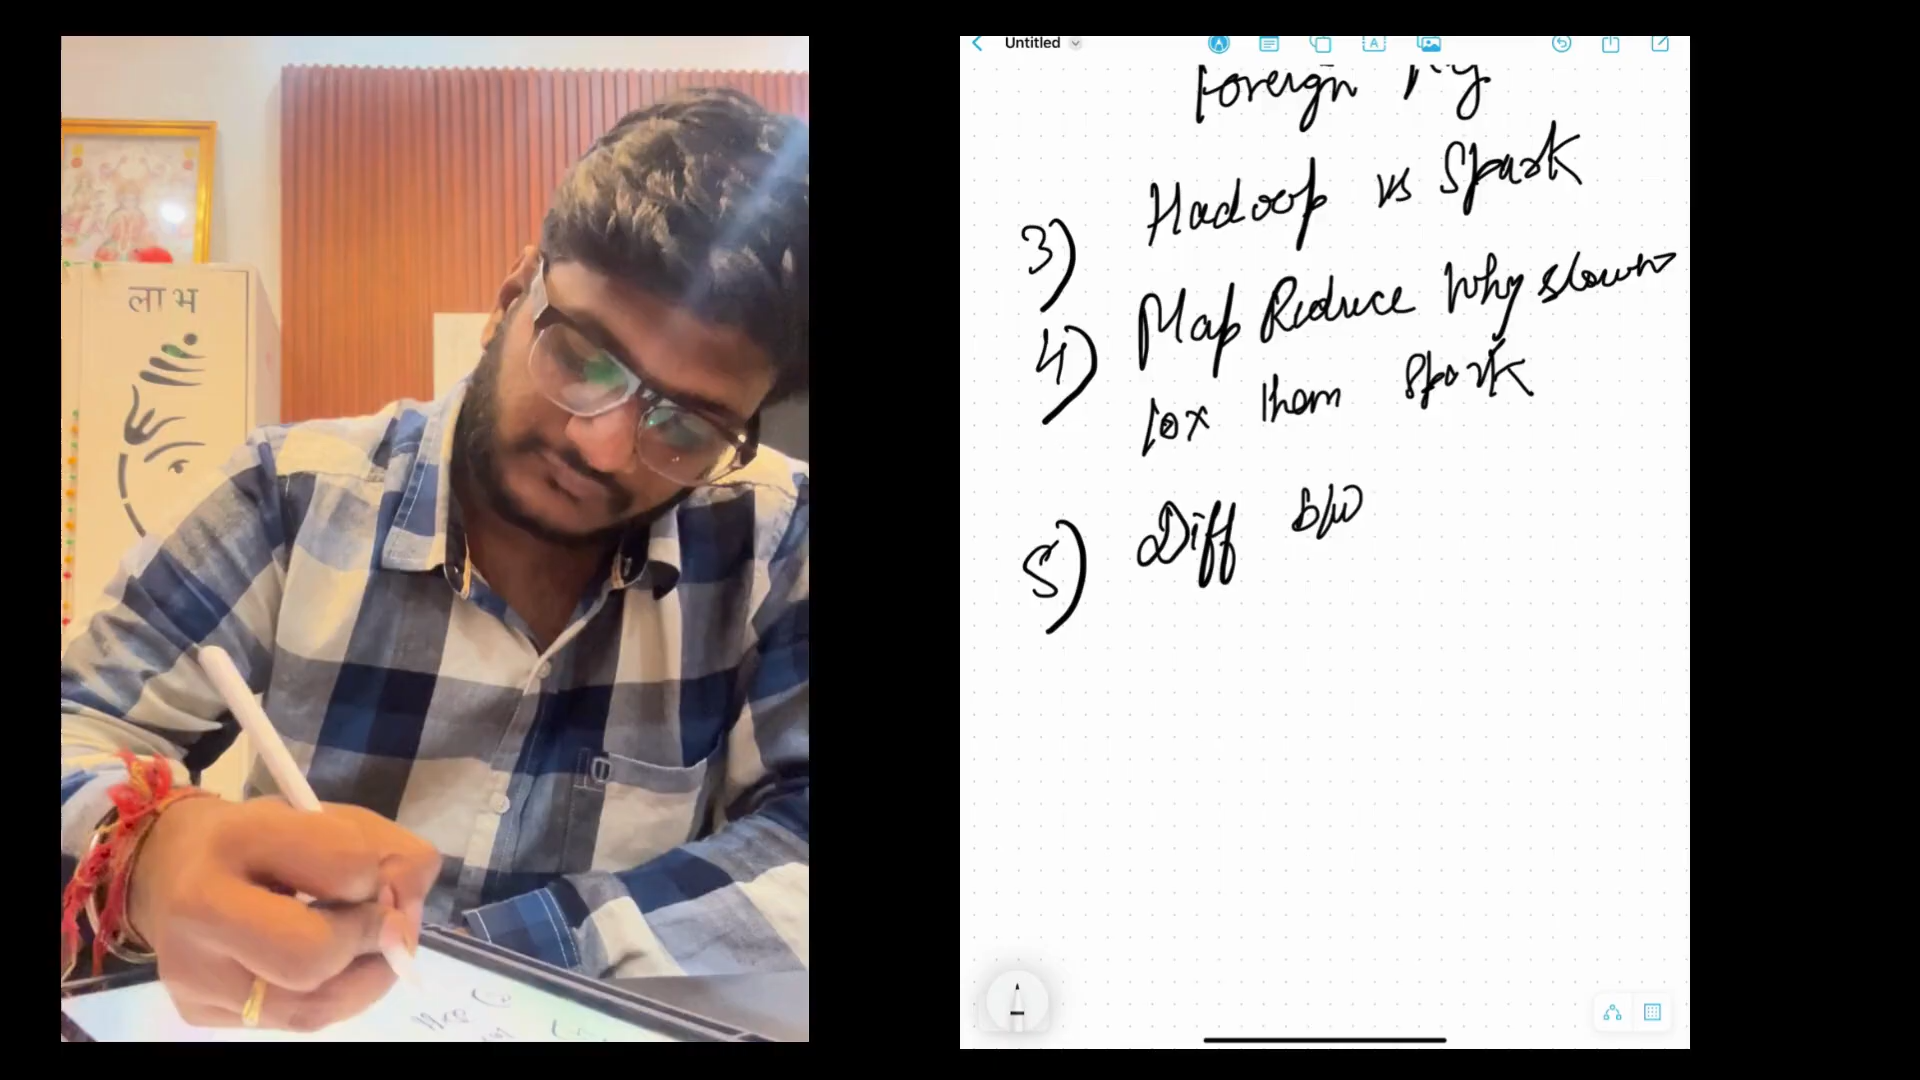 लाभ
Untitled
Foreign Key
3) Hadoop vs Spark
4) Map Reduce Why slower
10x than Spark
5) Diff b/w